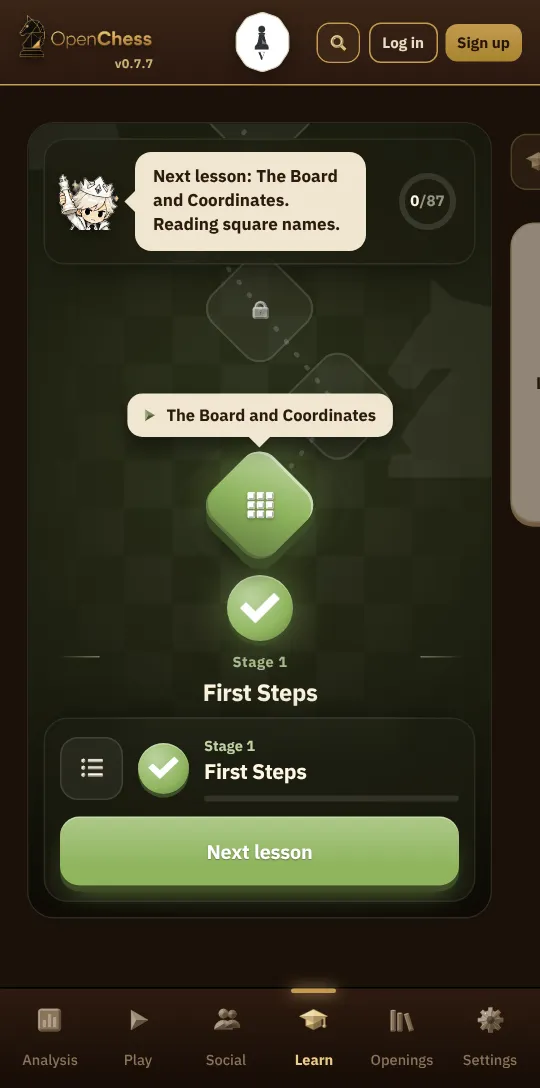 OpenChess
v0.7.7
V
Log in
Sign up
Next lesson: The Board
and Coordinates.
Reading square names.
0/87
The Board and Coordinates
Stage 1
First Steps
Stage 1
First Steps
Next lesson
Analysis
Play
Social
Learn
Openings
Settings